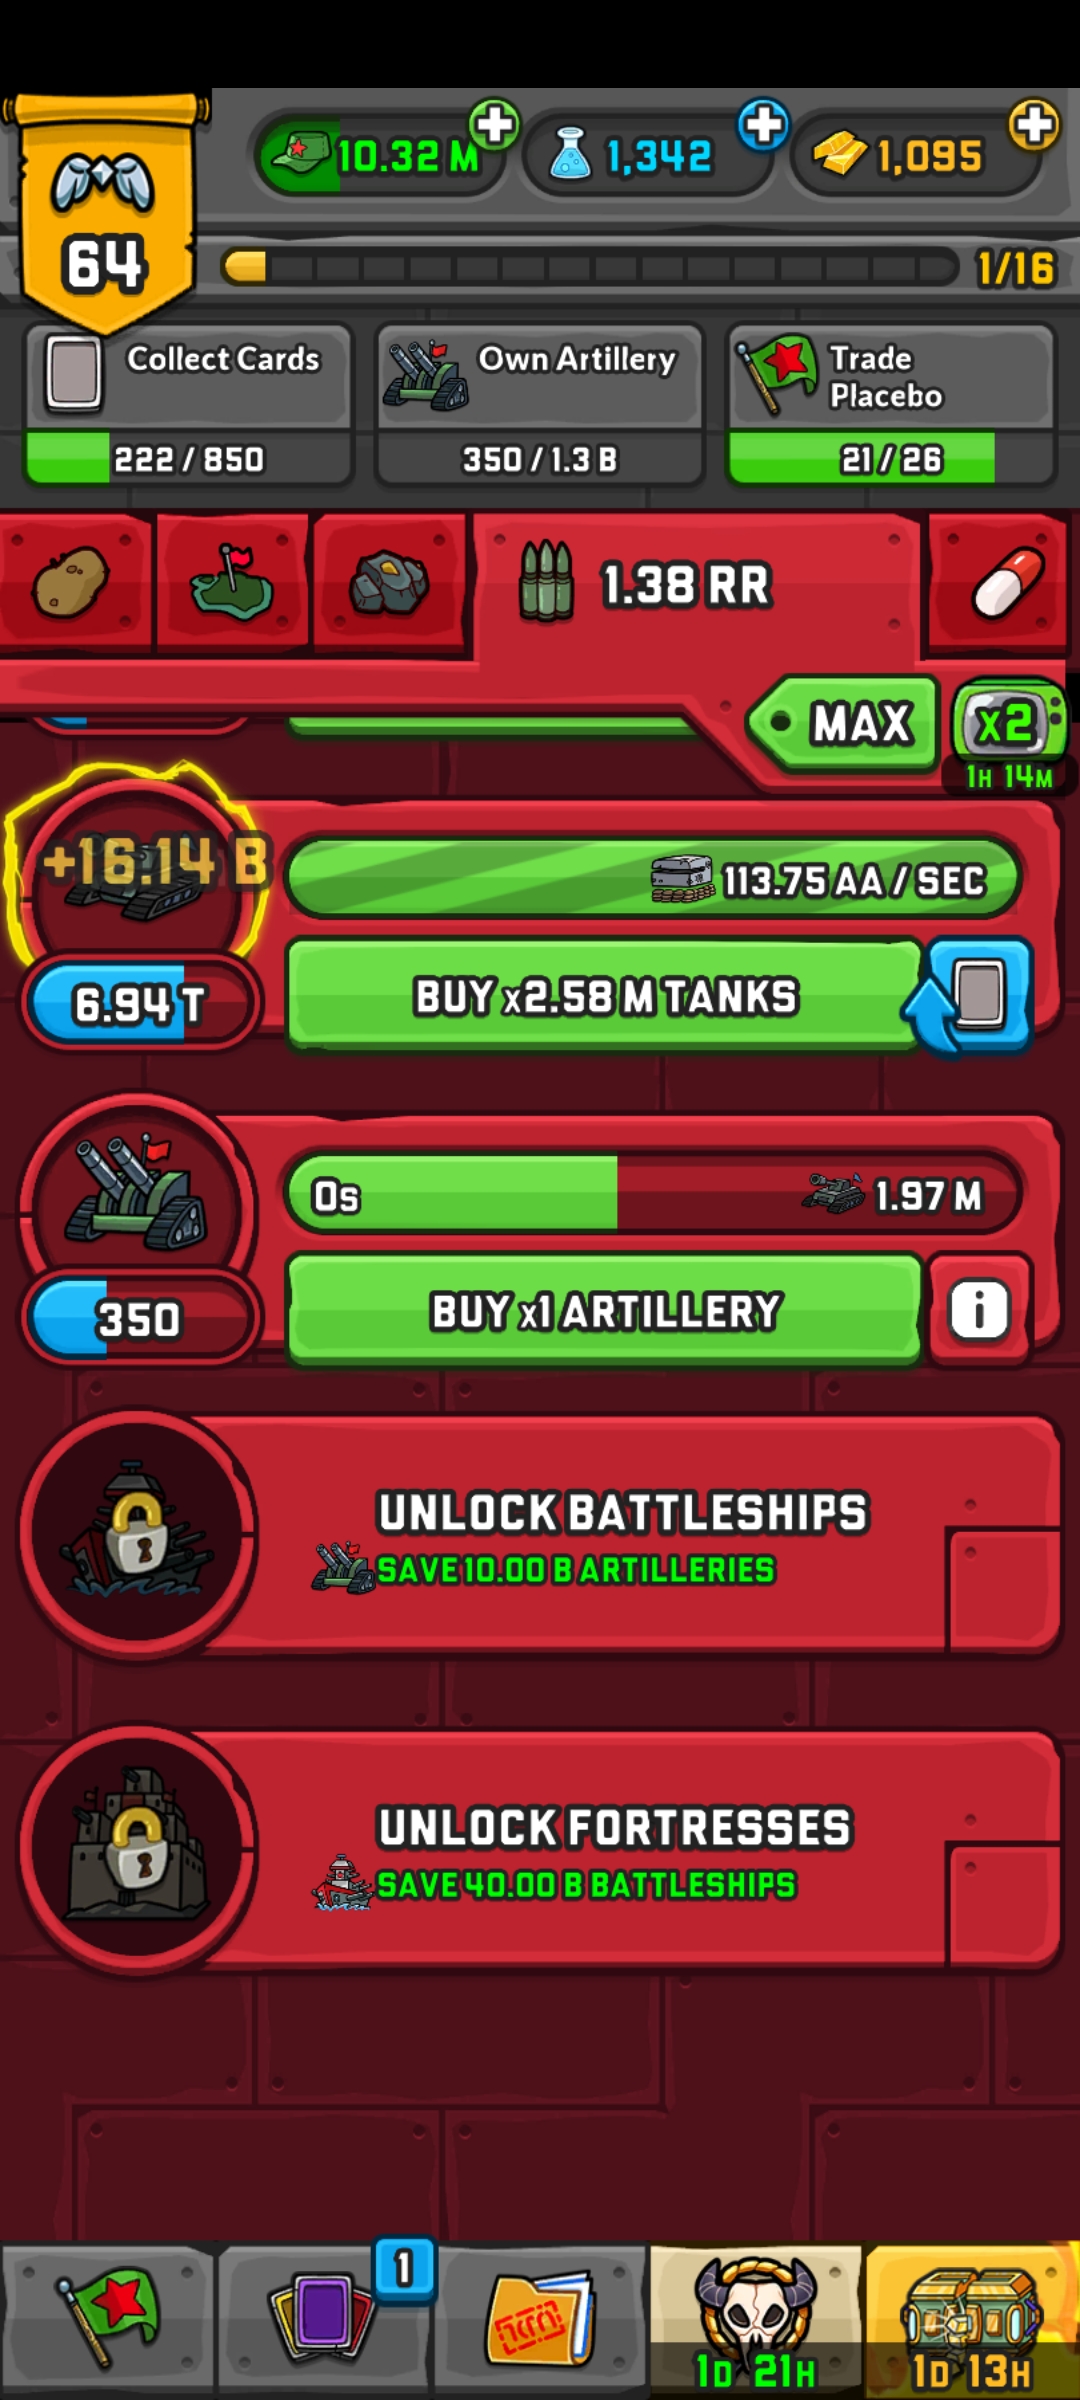 64
10.32 M
1,342
1,095
1/16
Collect Cards
222 / 850
Own Artillery
350 / 1.3 B
Trade
Placebo
21 / 26
1.38 RR
MAX
x2
1H 14M
+16.14 B
113.75 AA / SEC
6.94 T
BUY x2.58 M TANKS
0s
1.97 M
350
BUY x1 ARTILLERY
i
UNLOCK BATTLESHIPS
SAVE 10.00 B ARTILLERIES
UNLOCK FORTRESSES
SAVE 40.00 B BATTLESHIPS
1
1D 21H
1D 13H